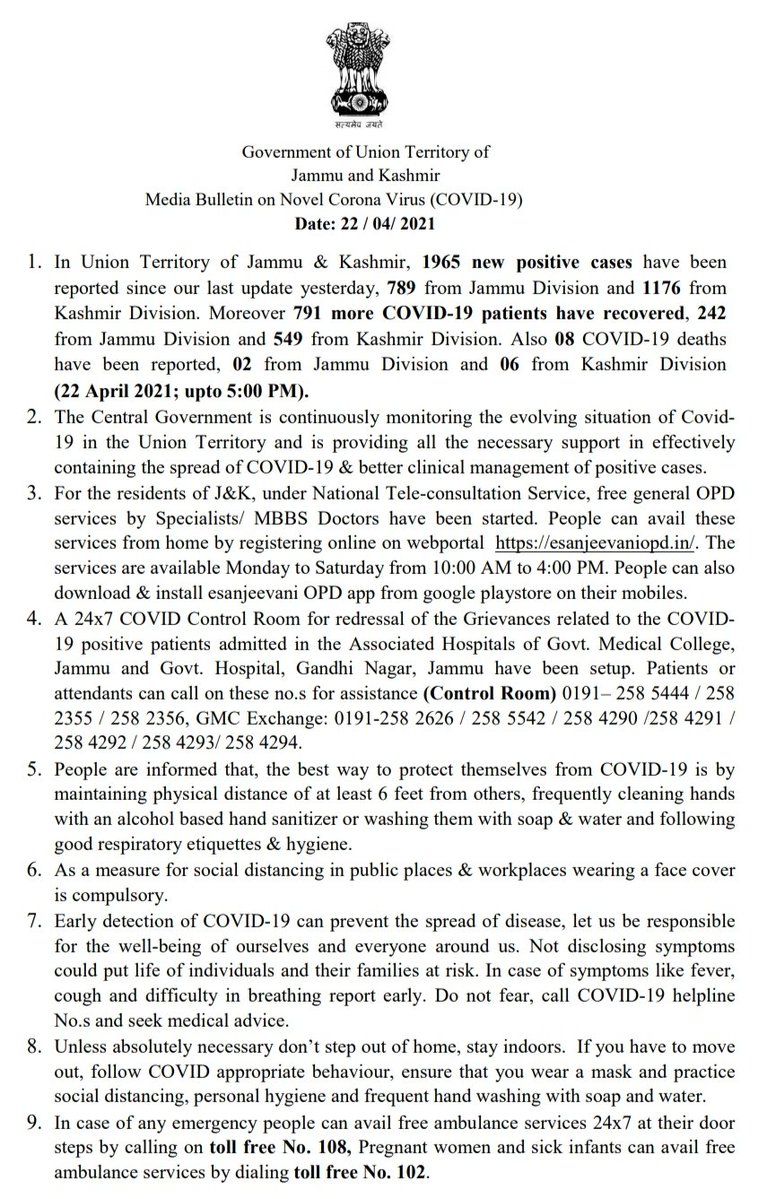 सत्यमेव जयते
Government of Union Territory of
Jammu and Kashmir
Media Bulletin on Novel Corona Virus (COVID-19)
Date: 22 / 04/ 2021
1. In Union Territory of Jammu & Kashmir, 1965 new positive cases have been
reported since our last update yesterday, 789 from Jammu Division and 1176 from
Kashmir Division. Moreover 791 more COVID-19 patients have recovered, 242
from Jammu Division and 549 from Kashmir Division. Also 08 COVID-19 deaths
have been reported, 02 from Jammu Division and 06 from Kashmir Division
(22 April 2021; upto 5:00 PM).
2. The Central Government is continuously monitoring the evolving situation of Covid-
19 in the Union Territory and is providing all the necessary support in effectively
containing the spread of COVID-19 & better clinical management of positive cases.
3. For the residents of J&K, under National Tele-consultation Service, free general OPD
services by Specialists/ MBBS Doctors have been started. People can avail these
services from home by registering online on webportal https://esanjeevaniopd.in/. The
services are available Monday to Saturday from 10:00 AM to 4:00 PM. People can also
download & install esanjeevani OPD app from google playstore on their mobiles.
4. A 24x7 COVID Control Room for redressal of the Grievances related to the COVID-
19 positive patients admitted in the Associated Hospitals of Govt. Medical College,
Jammu and Govt. Hospital, Gandhi Nagar, Jammu have been setup. Patients or
attendants can call on these no.s for assistance (Control Room) 0191– 258 5444 / 258
2355 / 258 2356, GMC Exchange: 0191-258 2626 / 258 5542 / 258 4290 /258 4291 /
258 4292 / 258 4293/ 258 4294.
5. People are informed that, the best way to protect themselves from COVID-19 is by
maintaining physical distance of at least 6 feet from others, frequently cleaning hands
with an alcohol based hand sanitizer or washing them with soap & water and following
good respiratory etiquettes & hygiene.
6. As a measure for social distancing in public places & workplaces wearing a face cover
is compulsory.
7. Early detection of COVID-19 can prevent the spread of disease, let us be responsible
for the well-being of ourselves and everyone around us. Not disclosing symptoms
could put life of individuals and their families at risk. In case of symptoms like fever,
cough and difficulty in breathing report early. Do not fear, call COVID-19 helpline
No.s and seek medical advice.
8. Unless absolutely necessary don’t step out of home, stay indoors. If you have to move
out, follow COVID appropriate behaviour, ensure that you wear a mask and practice
social distancing, personal hygiene and frequent hand washing with soap and water.
9. In case of any emergency people can avail free ambulance services 24x7 at their door
steps by calling on toll free No. 108, Pregnant women and sick infants can avail free
ambulance services by dialing toll free No. 102.